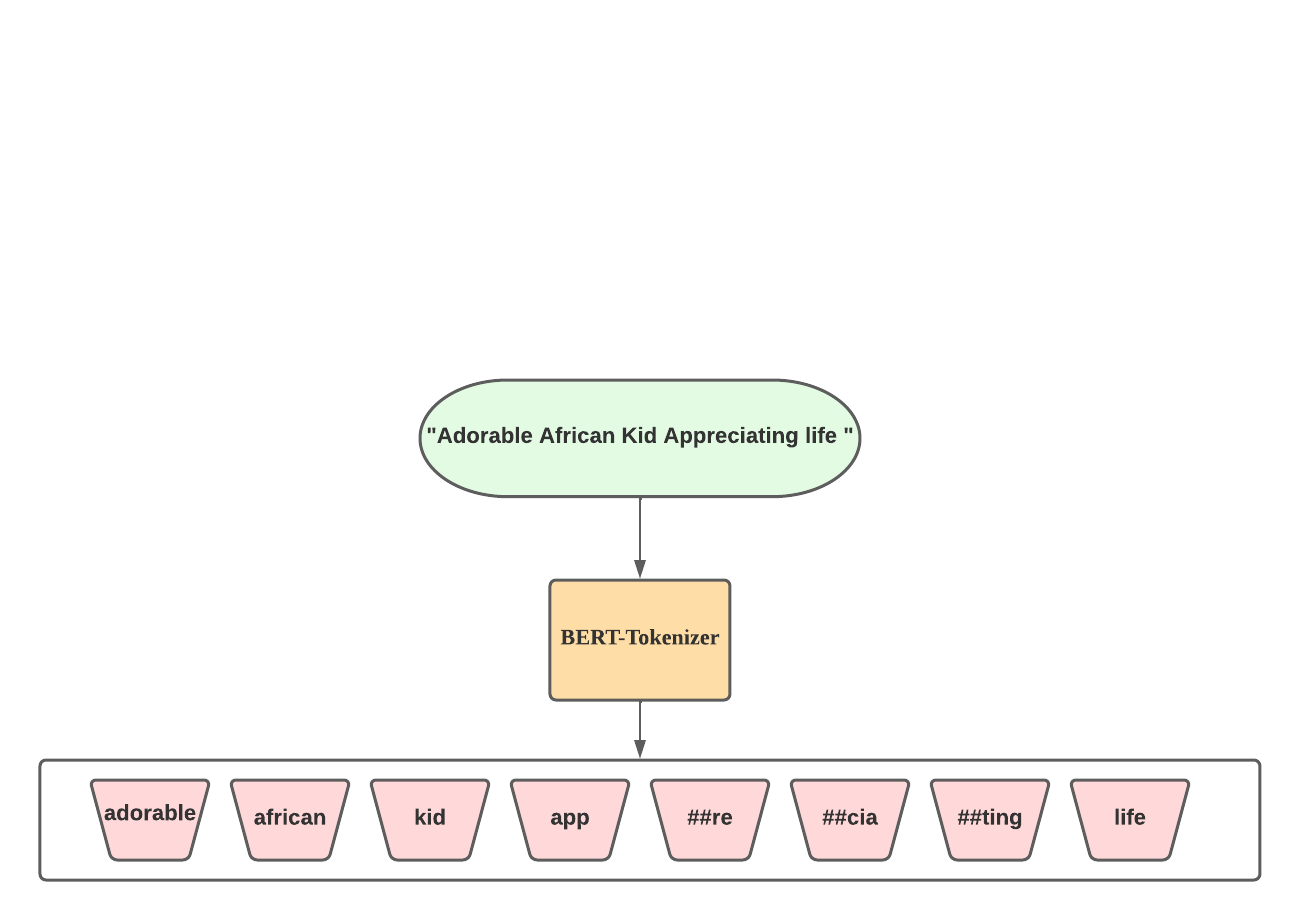 "Adorable African Kid Appreciating life "
BERT-Tokenizer
adorable african kid app ##re ##cia ##ting life